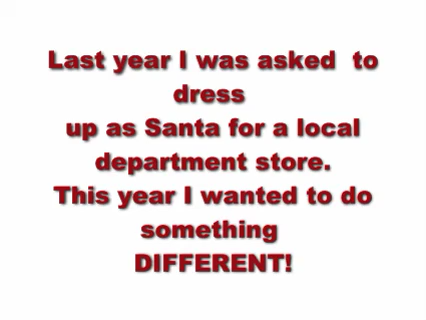 Last year I was asked  to
dress
up as Santa for a local
department store.
This year I wanted to do
something
DIFFERENT!